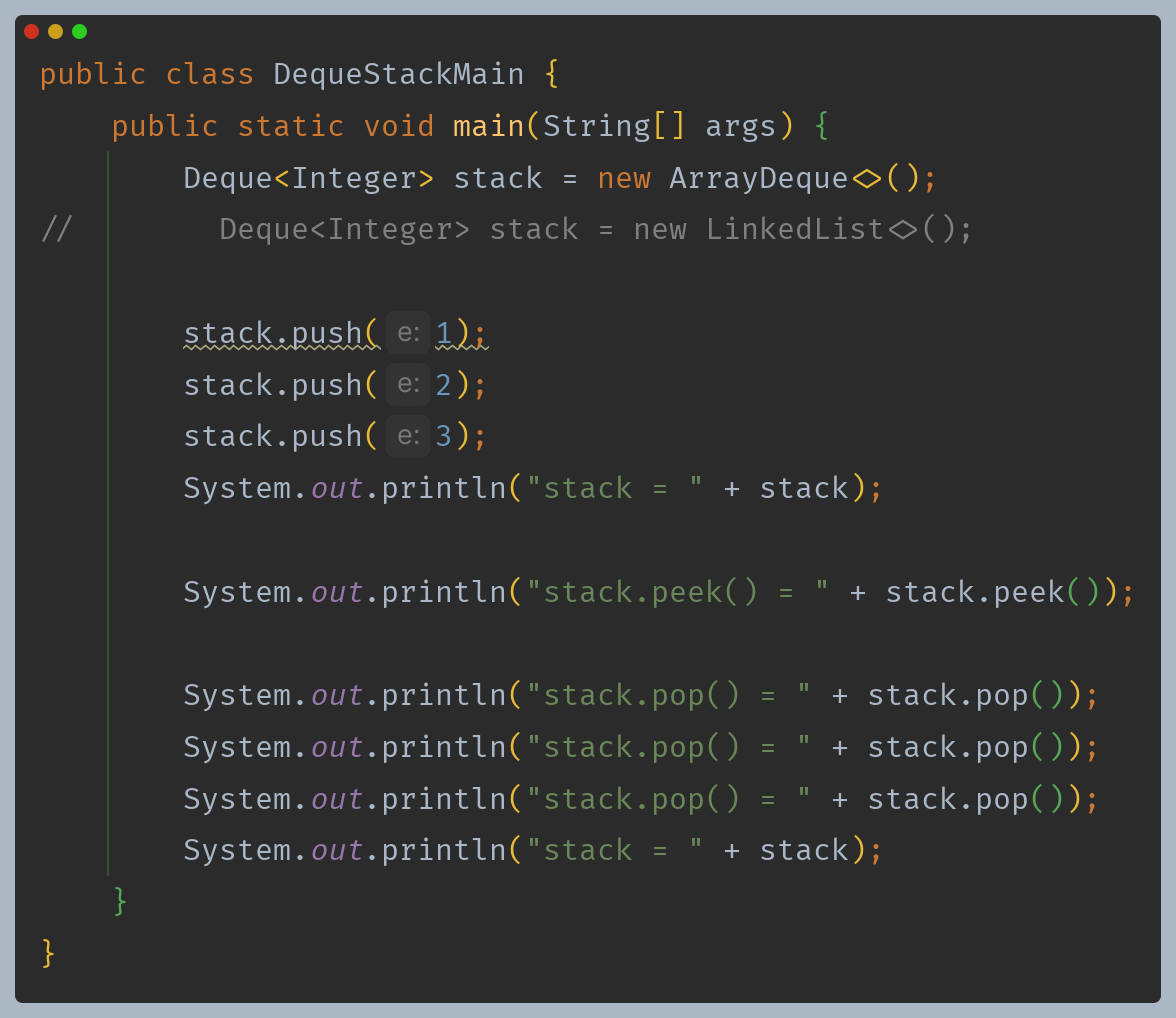 public class DequeStackMain {
    public static void main(String[] args) {
        Deque<Integer> stack = new ArrayDeque<>();
//        Deque<Integer> stack = new LinkedList<>();
        stack.push( e: 1);
        stack.push( e: 2);
        stack.push( e: 3);
        System.out.println("stack = " + stack);
        System.out.println("stack.peek() = " + stack.peek());
        System.out.println("stack.pop() = " + stack.pop());
        System.out.println("stack.pop() = " + stack.pop());
        System.out.println("stack.pop() = " + stack.pop());
        System.out.println("stack = " + stack);
    }
}